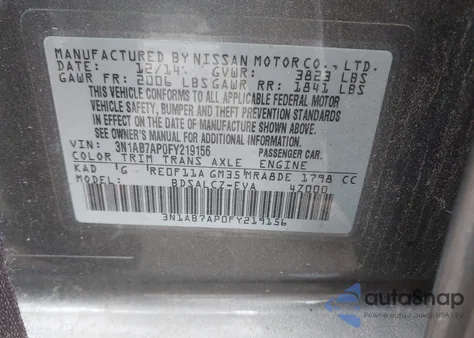 MANUFACTURED BY NISSAN MOTOR CO., LTD.
DATE: 12/14 GVWR: 3823 LBS
GAWR FR: 2006 LBS GAWR RR: 1841 LBS
THIS VEHICLE CONFORMS TO ALL APPLICABLE FEDERAL MOTOR
VEHICLE SAFETY, BUMPER AND THEFT PREVENTION STANDARDS
IN EFFECT ON THE DATE OF MANUFACTURE SHOWN ABOVE.
SEE OWNER'S MANUAL FOR ADDITIONAL INFORMATION
VIN: 3N1AB7AP0FY219156 PASSENGER CAR.
COLOR TRIM TRANS AXLE ENGINE
KAD G RE0F11A GM35 MRA8DE 1798 CC
MODEL: BDSALCZ-EVA 47000
3N1AB7AP0FY219156
autoSnap